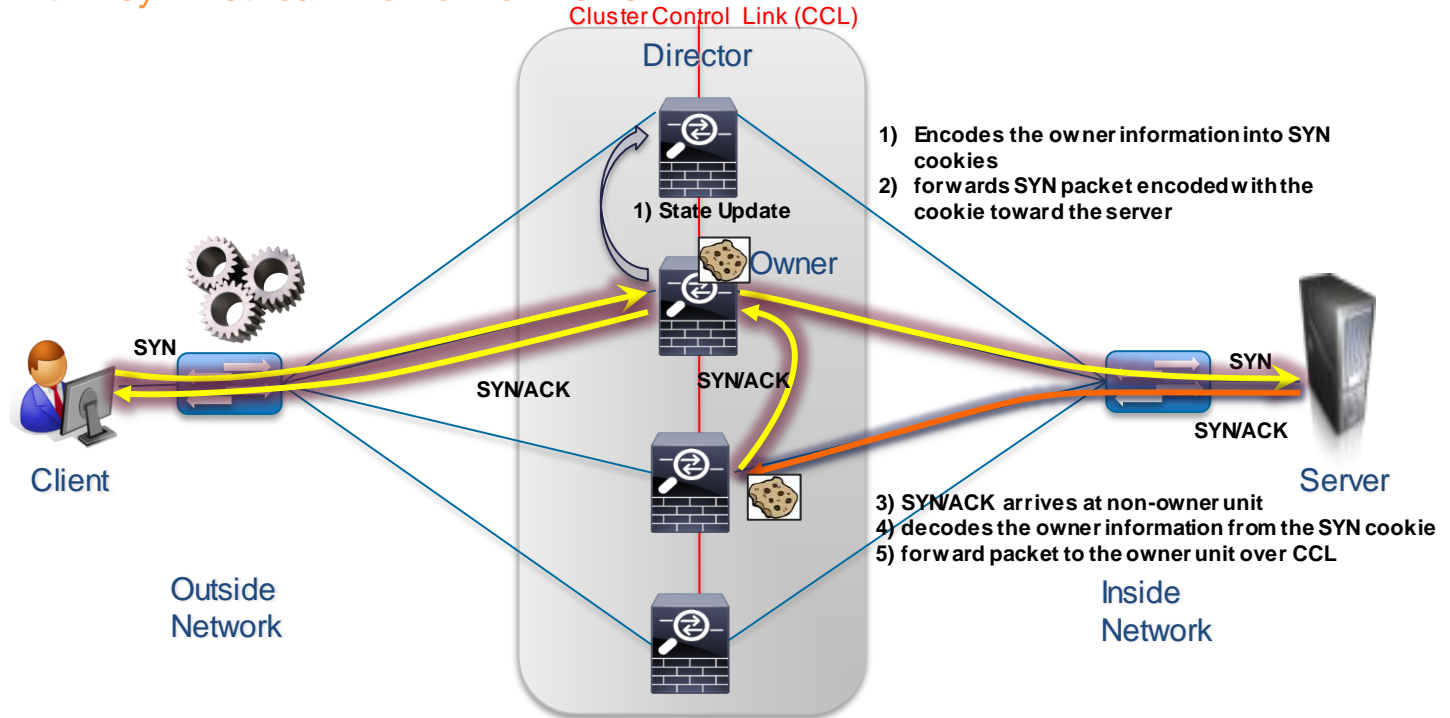 Cluster Control Link (CCL)
Director
1) Encodes the owner information into SYN
cookies
2) forwards SYN packet encoded with the
cookie toward the server
1) State Update
Owner
SYN
SYN
SYN/ACK
SYN/ACK
SYN/ACK
Client
Server
3) SYN/ACK arrives at non-owner unit
4) decodes the owner information from the SYN cookie
5) forward packet to the owner unit over CCL
Outside
Network
Inside
Network